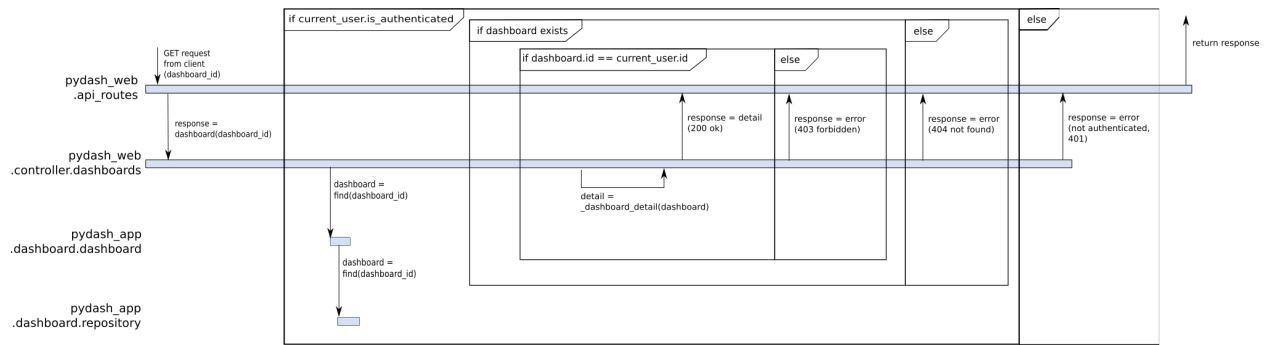 if current_user.is_authenticated
else
if dashboard exists
else
if dashboard.id == current_user.id
else
GET request
from client
(dashboard_id)
return response
pydash_web
.api_routes
response =
dashboard(dashboard_id)
response = detail
(200 ok)
response = error
(403 forbidden)
response = error
(404 not found)
response = error
(not authenticated,
401)
pydash_web
.controller.dashboards
dashboard =
find(dashboard_id)
detail =
_dashboard_detail(dashboard)
pydash_app
.dashboard.dashboard
dashboard =
find(dashboard_id)
pydash_app
.dashboard.repository